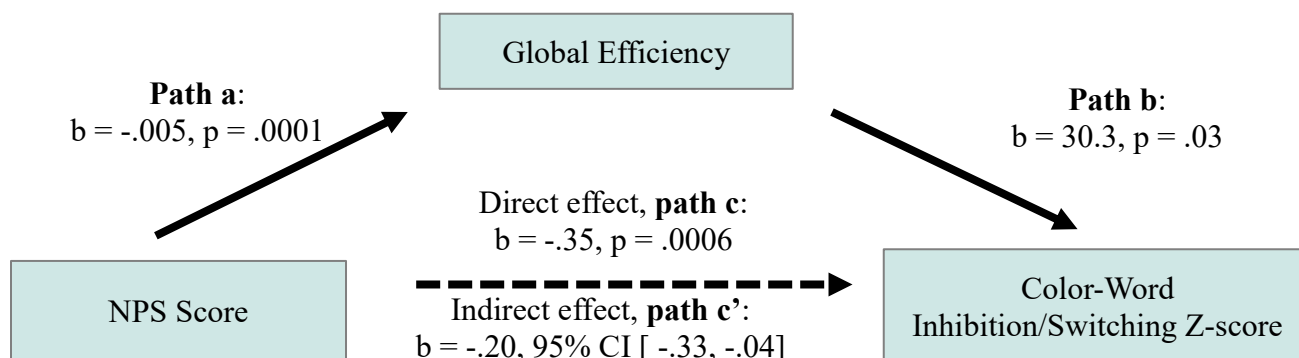 Global Efficiency
Path a:
b = -.005, p = .0001
Path b:
b = 30.3, p = .03
Direct effect, path c:
b = -.35, p = .0006
NPS Score
Indirect effect, path c’:
b = -.20, 95% CI [ -.33, -.04]
Color-Word
Inhibition/Switching Z-score